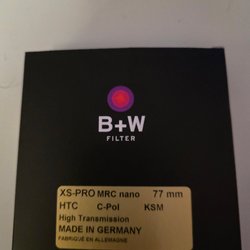 B+W
FILTER
XS-PRO MRC nano 77 mm
HTC C-Pol KSM
High Transmission
MADE IN GERMANY
FABRIQUÉ EN ALLEMAGNE